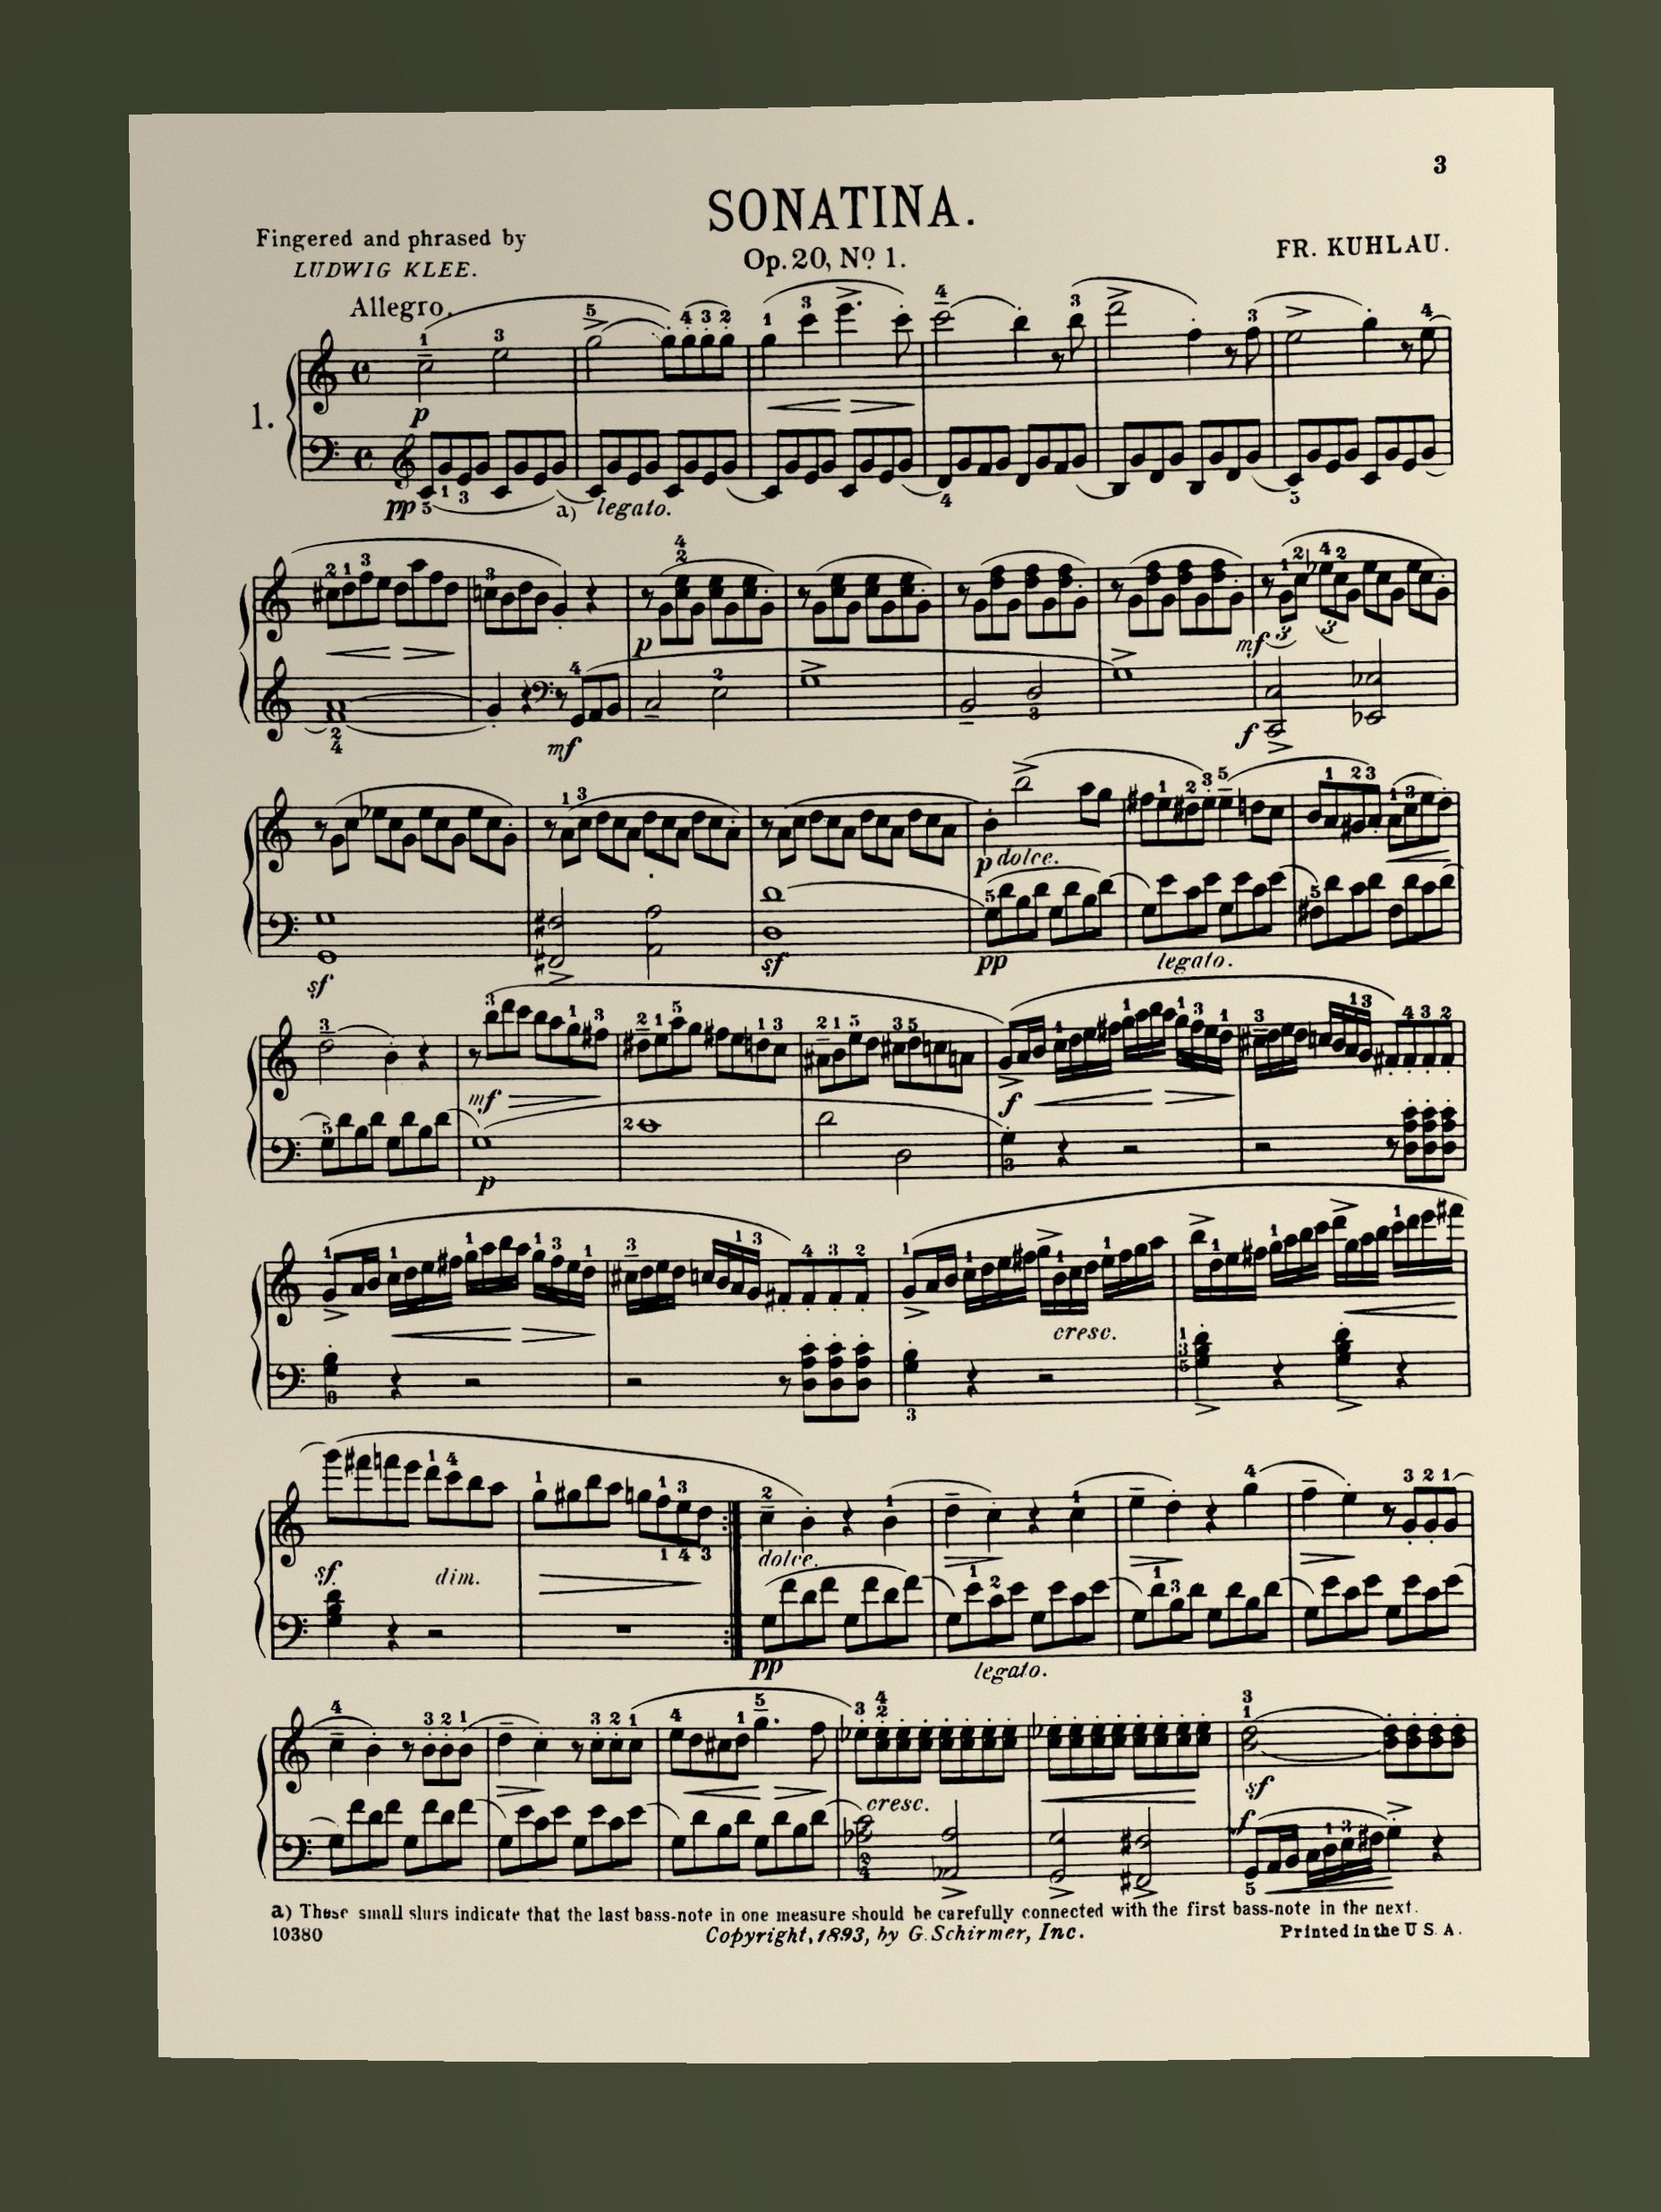 3
SONATINA.
Op. 20, No 1.
Fingered and phrased by
LUDWIG KLEE.
FR. KUHLAU.
Allegro.
1.
p
pp
a) legato.
p
mf
mf
f
p dolce.
sf
sf
pp
legato.
mf
f
p
cresc.
sf
dim.
dolce.
pp
legato.
cresc.
sf
f
a) These small slurs indicate that the last bass-note in one measure should be carefully connected with the first bass-note in the next.
10380
Copyright, 1893, by G. Schirmer, Inc.
Printed in the U. S. A.